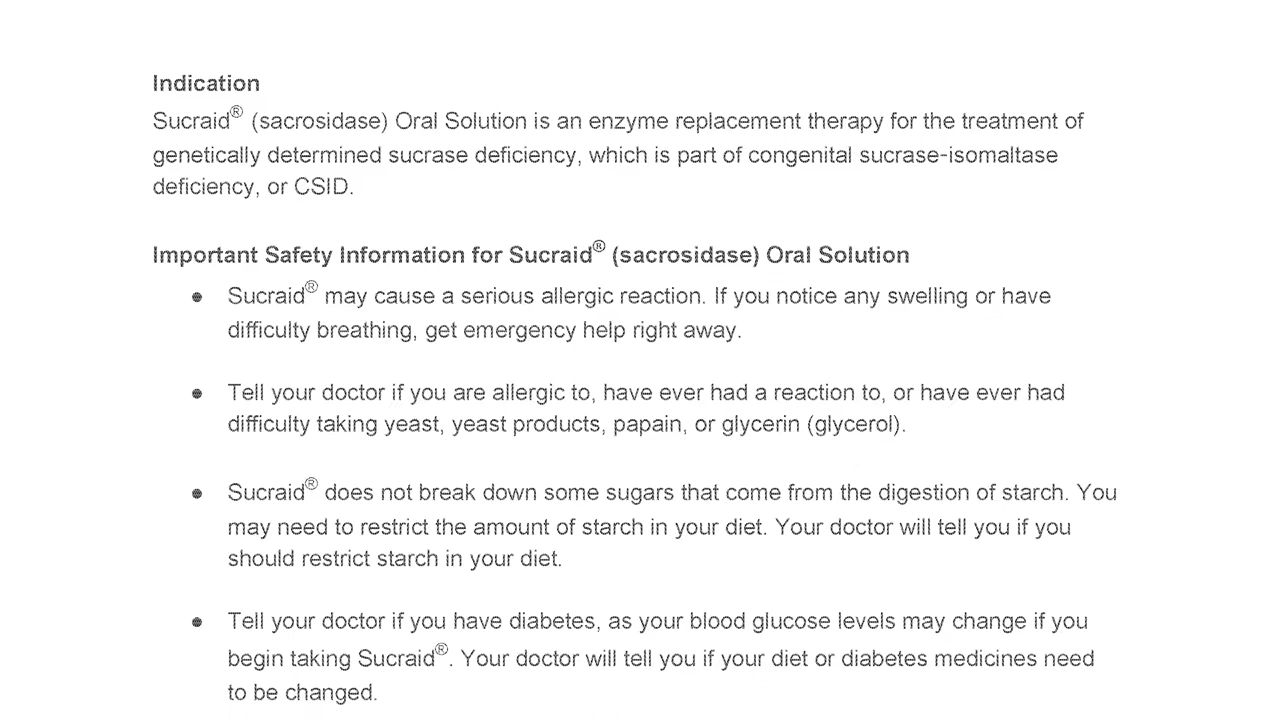 Indication
Sucraid® (sacrosidase) Oral Solution is an enzyme replacement therapy for the treatment of
genetically determined sucrase deficiency, which is part of congenital sucrase-isomaltase
deficiency, or CSID.
Important Safety Information for Sucraid® (sacrosidase) Oral Solution
● Sucraid® may cause a serious allergic reaction. If you notice any swelling or have
difficulty breathing, get emergency help right away.
● Tell your doctor if you are allergic to, have ever had a reaction to, or have ever had
difficulty taking yeast, yeast products, papain, or glycerin (glycerol).
● Sucraid® does not break down some sugars that come from the digestion of starch. You
may need to restrict the amount of starch in your diet. Your doctor will tell you if you
should restrict starch in your diet.
● Tell your doctor if you have diabetes, as your blood glucose levels may change if you
begin taking Sucraid®. Your doctor will tell you if your diet or diabetes medicines need
to be changed.